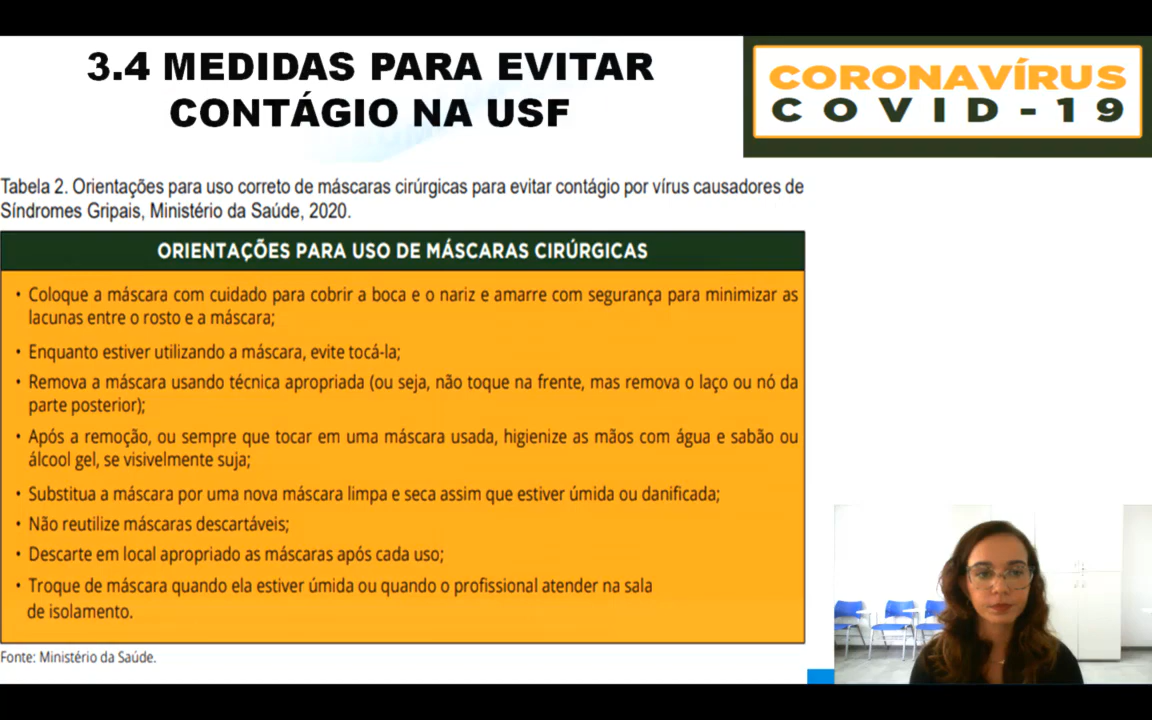 3.4 MEDIDAS PARA EVITAR
CONTÁGIO NA USF
CORONAVÍRUS
COVID-19
Tabela 2. Orientações para uso correto de máscaras cirúrgicas para evitar contágio por vírus causadores de
Síndromes Gripais, Ministério da Saúde, 2020.
ORIENTAÇÕES PARA USO DE MÁSCARAS CIRÚRGICAS
• Coloque a máscara com cuidado para cobrir a boca e o nariz e amarre com segurança para minimizar as
lacunas entre o rosto e a máscara;
• Enquanto estiver utilizando a máscara, evite tocá-la;
• Remova a máscara usando técnica apropriada (ou seja, não toque na frente, mas remova o laço ou nó da
parte posterior);
• Após a remoção, ou sempre que tocar em uma máscara usada, higienize as mãos com água e sabão ou
álcool gel, se visivelmente suja;
• Substitua a máscara por uma nova máscara limpa e seca assim que estiver úmida ou danificada;
• Não reutilize máscaras descartáveis;
• Descarte em local apropriado as máscaras após cada uso;
• Troque de máscara quando ela estiver úmida ou quando o profissional atender na sala
de isolamento.
Fonte: Ministério da Saúde.